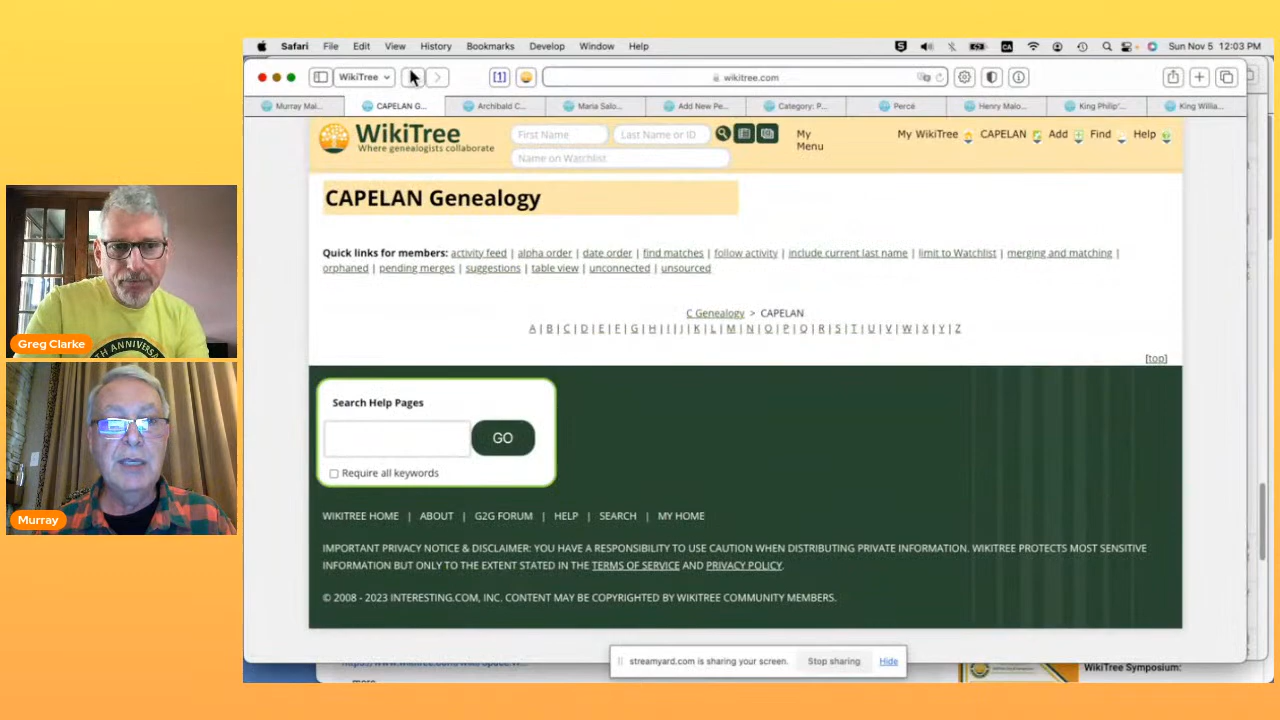 Safari File Edit View History Bookmarks Develop Window Help Sun Nov 5 12:03 PM
WikiTree [1] wikitree.com
Murray Mal... CAPELAN G... Archibald C... Maria Salo... Add New Pe... Category: P... Percé Henry Malo... King Philip'... King Willia...
WikiTree
Where genealogists collaborate
First Name Last Name or ID
Name on Watchlist
My Menu
My WikiTree CAPELAN Add Find Help
CAPELAN Genealogy
Quick links for members: activity feed | alpha order | date order | find matches | follow activity | include current last name | limit to Watchlist | merging and matching |
orphaned | pending merges | suggestions | table view | unconnected | unsourced
C Genealogy > CAPELAN
A | B | C | D | E | F | G | H | I | J | K | L | M | N | O | P | Q | R | S | T | U | V | W | X | Y | Z
[top]
Search Help Pages
GO
Require all keywords
WIKITREE HOME | ABOUT | G2G FORUM | HELP | SEARCH | MY HOME
IMPORTANT PRIVACY NOTICE & DISCLAIMER: YOU HAVE A RESPONSIBILITY TO USE CAUTION WHEN DISTRIBUTING PRIVATE INFORMATION. WIKITREE PROTECTS MOST SENSITIVE
INFORMATION BUT ONLY TO THE EXTENT STATED IN THE TERMS OF SERVICE AND PRIVACY POLICY.
© 2008 - 2023 INTERESTING.COM, INC. CONTENT MAY BE COPYRIGHTED BY WIKITREE COMMUNITY MEMBERS.
streamyard.com is sharing your screen. Stop sharing Hide
WikiTree Symposium:
Greg Clarke
Murray